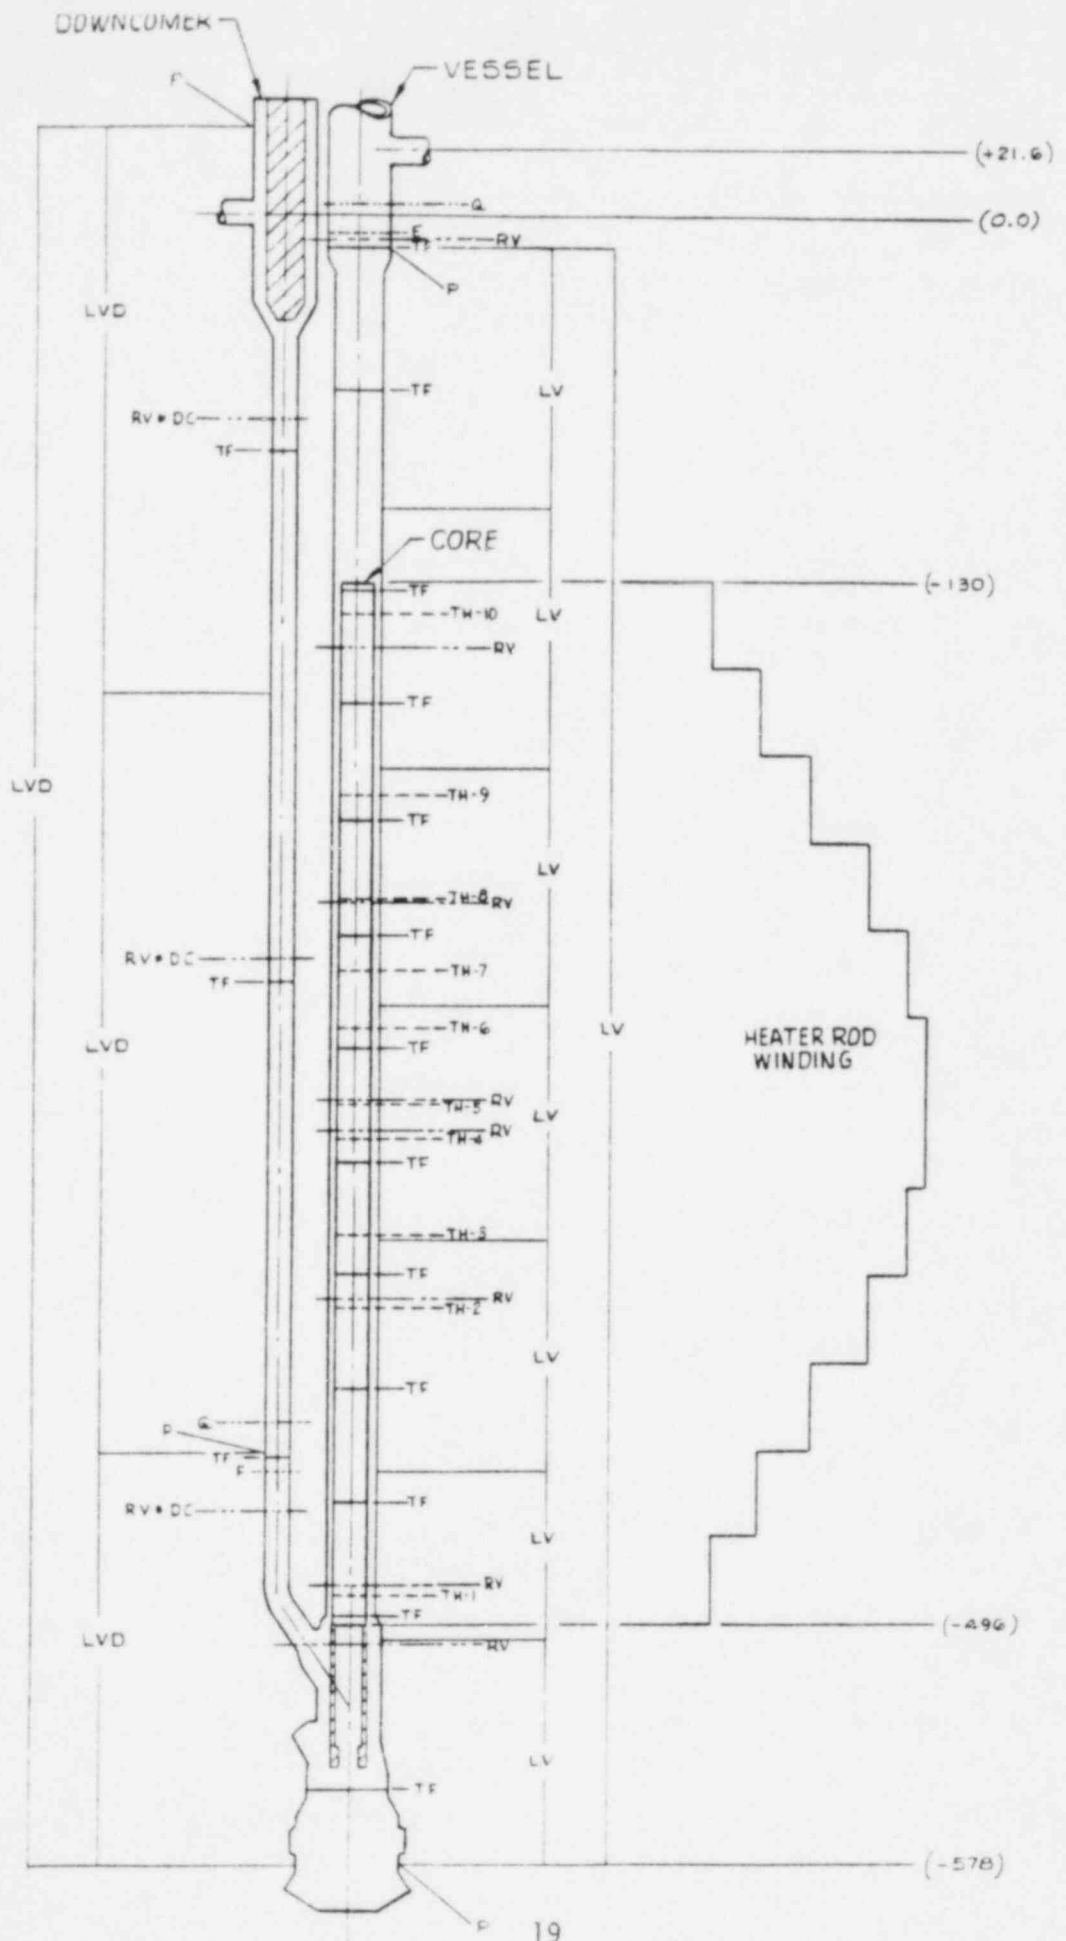 DOWNCOMER
VESSEL
P
(+21.6)
Q
(0.0)
F
RV
TF
P
LVD
TF
LV
RV*DC
TF
CORE
(-130)
TF
TH-10
LV
RV
TF
LVD
TH-9
TF
LV
TH-8
RV
TF
RV*DC
TH-7
TF
TH-6
LV
HEATER ROD
WINDING
LVD
TF
RV
TH-5
LV
RV
TH-4
TF
TH-3
TF
RV
TH-2
LV
TF
Q
P
TF
F
TF
RV*DC
LV
RV
TH-1
TF
(-496)
LVD
RV
LV
TF
(-578)
P
19